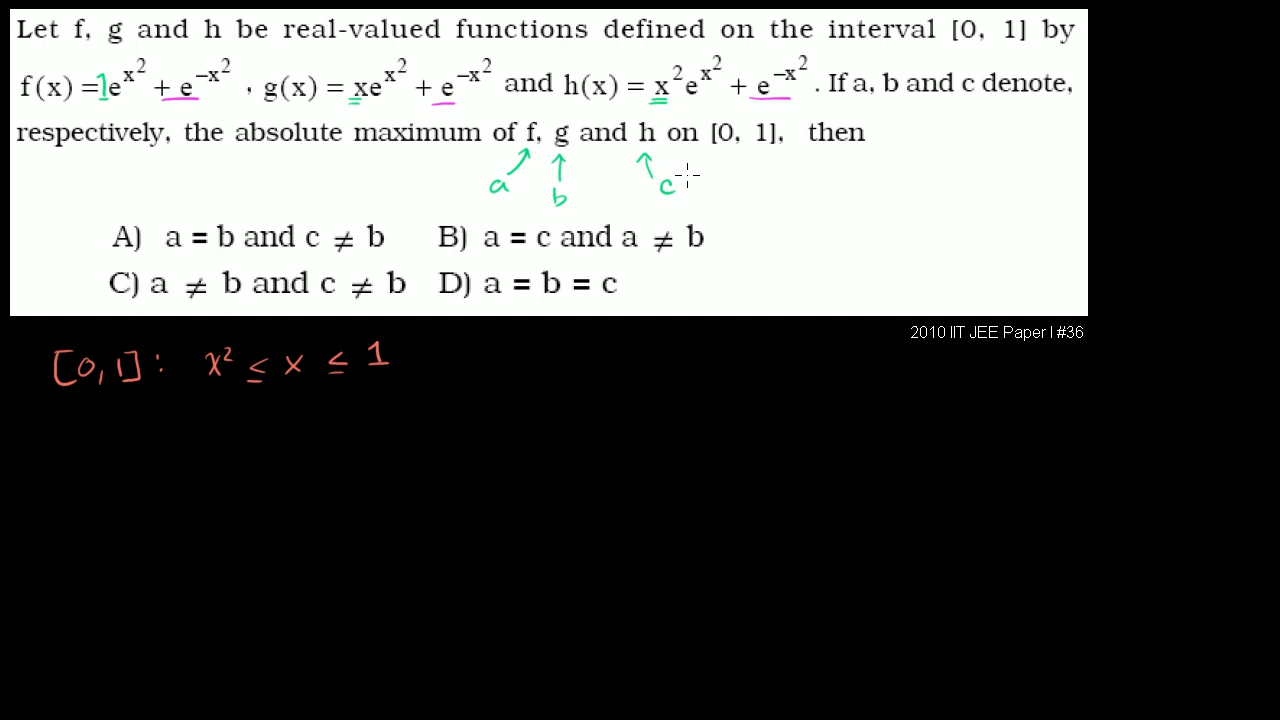 Let f, g and h be real-valued functions defined on the interval [0, 1] by
f(x) = 1e^{x^2} + e^{-x^2} , g(x) = xe^{x^2} + e^{-x^2} and h(x) = x^2e^{x^2} + e^{-x^2} . If a, b and c denote,
respectively, the absolute maximum of f, g and h on [0, 1], then
a b c
A) a = b and c ≠ b B) a = c and a ≠ b
C) a ≠ b and c ≠ b D) a = b = c
2010 IIT JEE Paper I #36
[0,1] : x² ≤ x ≤ 1